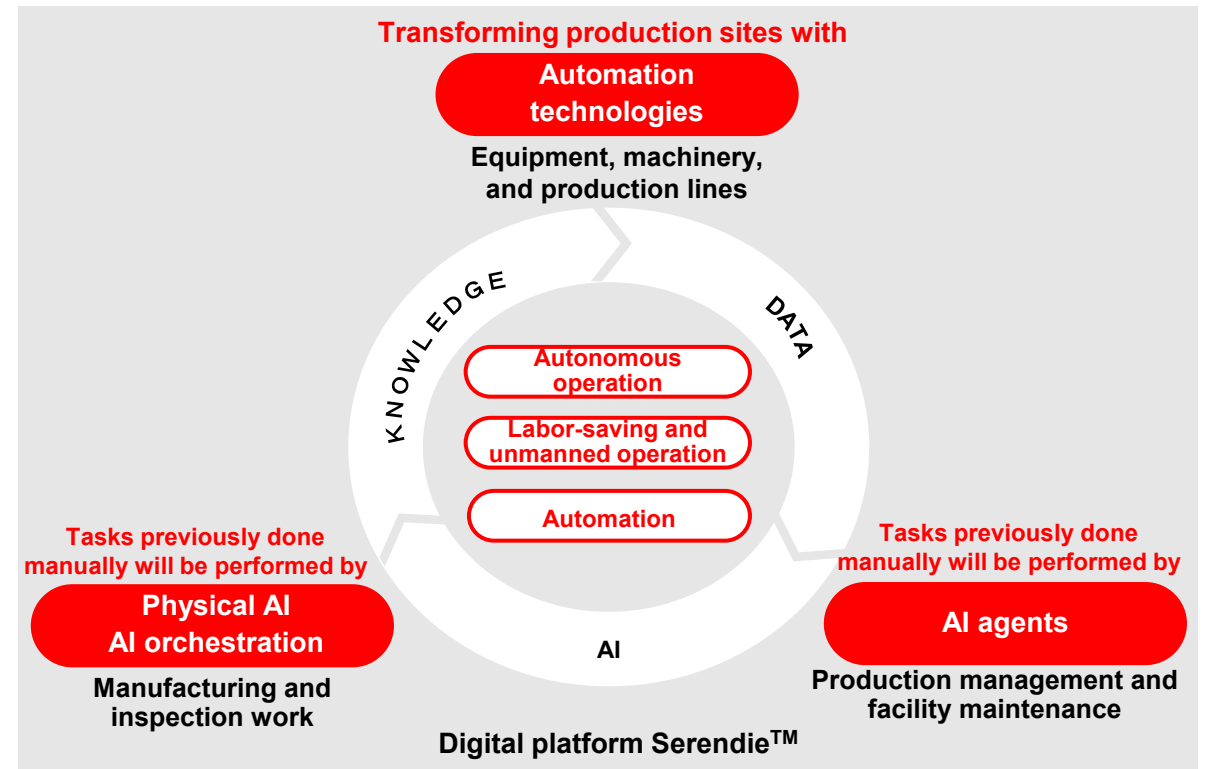 Transforming production sites with
Automation
technologies
Equipment, machinery,
and production lines
KNOWLEDGE
DATA
Autonomous
operation
Labor-saving and
unmanned operation
Automation
Tasks previously done
manually will be performed by
Physical AI
AI orchestration
Manufacturing and
inspection work
Tasks previously done
manually will be performed by
AI agents
Production management and
facility maintenance
AI
Digital platform Serendie™